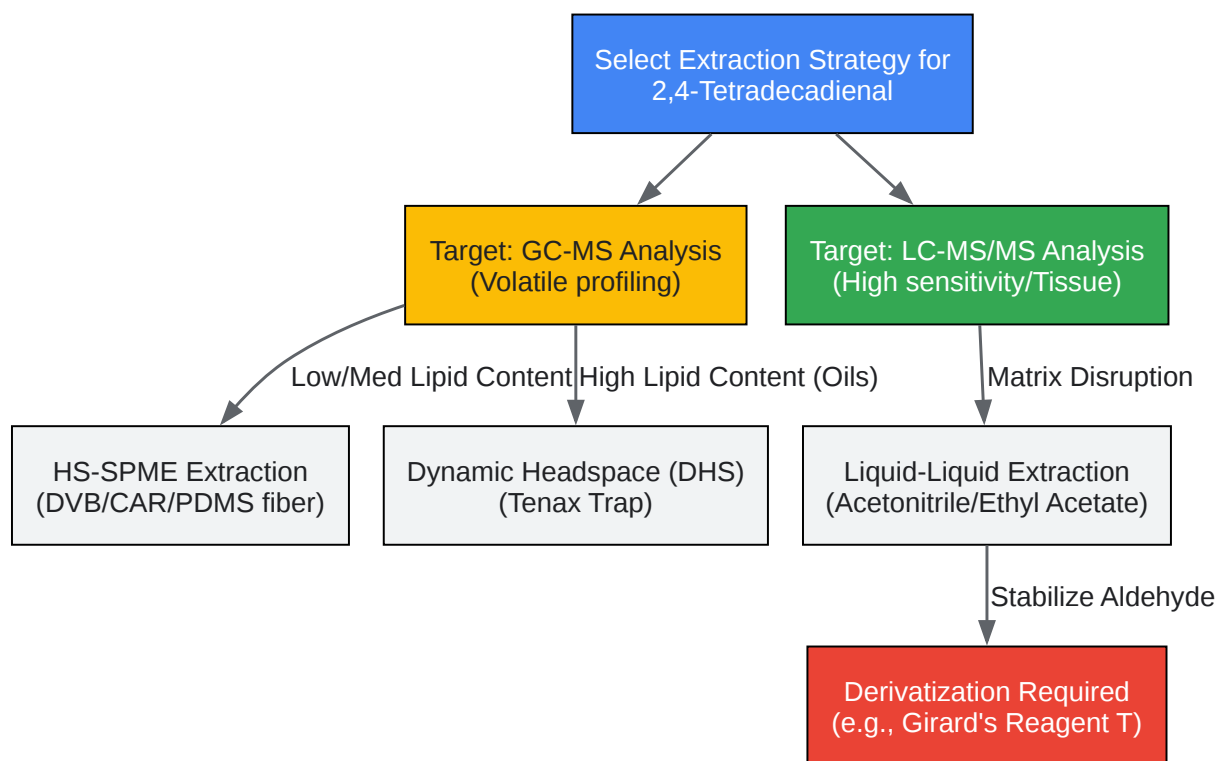 Select Extraction Strategy for
2,4-Tetradecadienal
Target: GC-MS Analysis
(Volatile profiling)
Target: LC-MS/MS Analysis
(High sensitivity/Tissue)
Low/Med Lipid Content
High Lipid Content (Oils)
Matrix Disruption
HS-SPME Extraction
(DVB/CAR/PDMS fiber)
Dynamic Headspace (DHS)
(Tenax Trap)
Liquid-Liquid Extraction
(Acetonitrile/Ethyl Acetate)
Stabilize Aldehyde
Derivatization Required
(e.g., Girard's Reagent T)